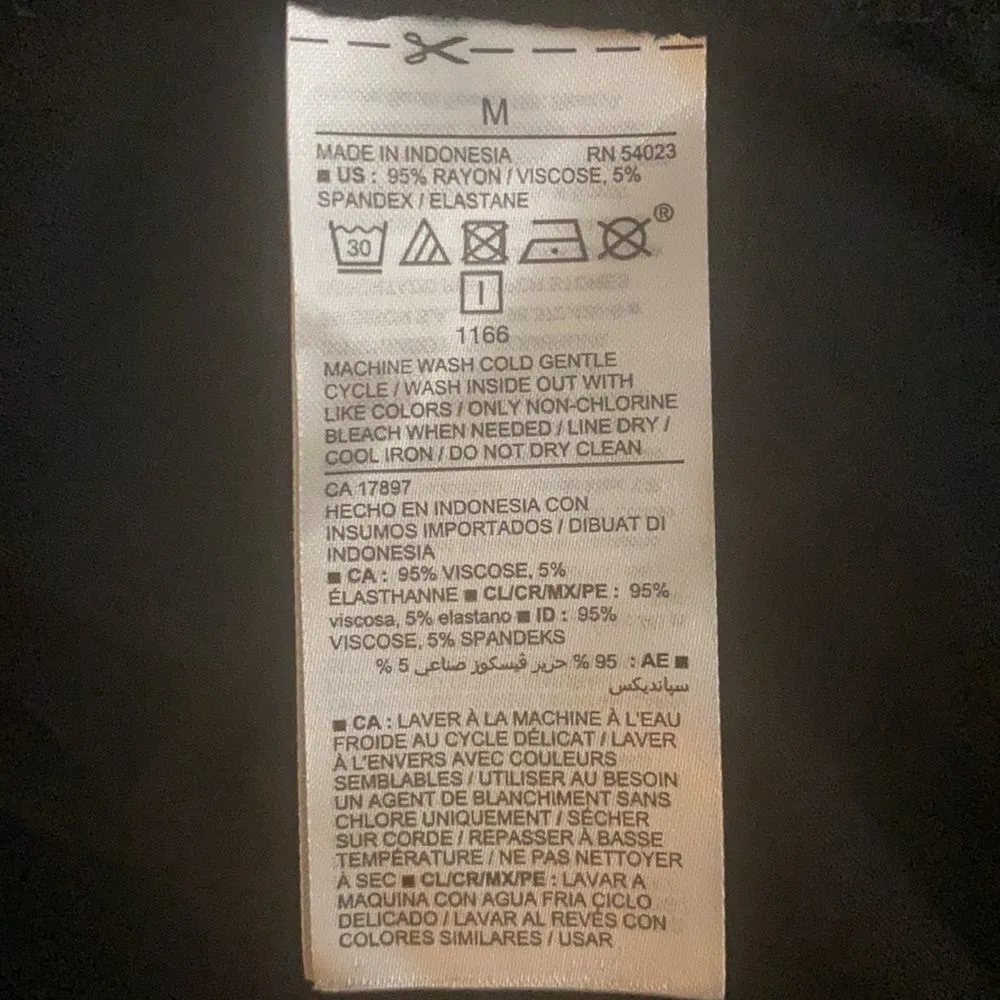 M
MADE IN INDONESIA RN 54023
■ US : 95% RAYON / VISCOSE, 5%
SPANDEX / ELASTANE
30
®
I
1166
MACHINE WASH COLD GENTLE
CYCLE / WASH INSIDE OUT WITH
LIKE COLORS / ONLY NON-CHLORINE
BLEACH WHEN NEEDED / LINE DRY /
COOL IRON / DO NOT DRY CLEAN
CA 17897
HECHO EN INDONESIA CON
INSUMOS IMPORTADOS / DIBUAT DI
INDONESIA
■ CA : 95% VISCOSE, 5%
ÉLASTHANNE ■ CL/CR/MX/PE : 95%
viscosa, 5% elastano ■ ID : 95%
VISCOSE, 5% SPANDEKS
■ AE : 95 % حرير ڤيسكوز صناعي 5 %
سپانديكس
■ CA : LAVER À LA MACHINE À L'EAU
FROIDE AU CYCLE DÉLICAT / LAVER
À L'ENVERS AVEC COULEURS
SEMBLABLES / UTILISER AU BESOIN
UN AGENT DE BLANCHIMENT SANS
CHLORE UNIQUEMENT / SÉCHER
SUR CORDE / REPASSER À BASSE
TEMPÉRATURE / NE PAS NETTOYER
À SEC ■ CL/CR/MX/PE : LAVAR A
MAQUINA CON AGUA FRIA CICLO
DELICADO / LAVAR AL REVÉS CON
COLORES SIMILARES / USAR